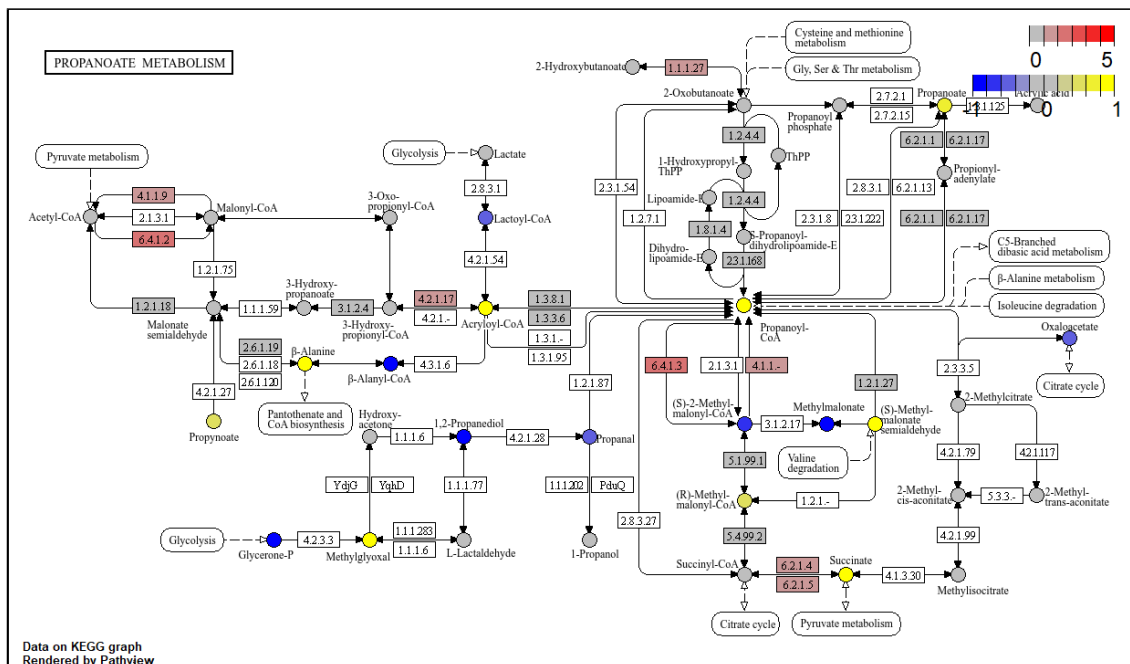 PROPANOATE METABOLISM
Cysteine and methionine
metabolism
Gly, Ser & Thr metabolism
0
5
-1
0
1
2-Hydroxybutanoate
1.1.1.27
2-Oxobutanoate
Propanoyl
phosphate
2.7.2.1
2.7.2.15
Propanoate
Acrylic acid
1.2.4.4
ThPP
6.2.1.1
6.2.1.17
Propionyl-
adenylate
6.2.1.1
6.2.1.17
1-Hydroxypropyl-
ThPP
1.2.4.4
1.8.1.4
S-Propanoyl-
dihydrolipoamide-E
2.3.1.168
2.3.1.54
1.2.7.1
2.3.1.8
2.3.1.222
2.8.3.1
6.2.1.13
C5-Branched
dibasic acid metabolism
β-Alanine metabolism
Isoleucine degradation
Pyruvate metabolism
Glycolysis
Lactate
2.8.3.1
Lactoyl-CoA
4.2.1.54
Acetyl-CoA
4.1.1.9
2.1.3.1
6.4.1.2
Malonyl-CoA
3-Oxo-
propionyl-CoA
1.2.1.75
1.2.1.18
Malonate
semialdehyde
1.1.1.59
3-Hydroxy-
propanoate
3.1.2.4
3-Hydroxy-
propionyl-CoA
4.2.1.17
4.2.1.-
Acryloyl-CoA
1.3.8.1
1.3.3.6
1.3.1.-
1.3.1.95
Propanoyl-
CoA
2.6.1.19
2.6.1.18
2.6.1.120
β-Alanine
β-Alanyl-CoA
4.3.1.6
1.2.1.87
4.2.1.27
Propynoate
Pantothenate and
CoA biosynthesis
Hydroxy-
acetone
1.1.1.6
1,2-Propanediol
4.2.1.28
Propanal
YdjG
YqhD
1.1.1.77
1.1.1.202
PduQ
Glycolysis
Glycerone-P
4.2.3.3
Methylglyoxal
1.1.1.283
1.1.1.6
L-Lactaldehyde
1-Propanol
6.4.1.3
2.1.3.1
4.1.1.-
1.2.1.27
(S)-2-Methyl-
malonyl-CoA
3.1.2.17
Methylmalonate
(S)-Methyl-
malonate
semialdehyde
Valine
degradation
5.1.99.1
(R)-Methyl-
malonyl-CoA
1.2.1.-
2.8.3.27
5.4.99.2
Succinyl-CoA
6.2.1.4
6.2.1.5
Succinate
4.1.3.30
Methylisocitrate
Citrate cycle
Pyruvate metabolism
Oxaloacetate
2.3.3.5
Citrate cycle
2-Methylcitrate
4.2.1.79
4.2.1.117
2-Methyl-
cis-aconitate
5.3.3.-
2-Methyl-
trans-aconitate
4.2.1.99
Data on KEGG graph
Rendered by Pathview